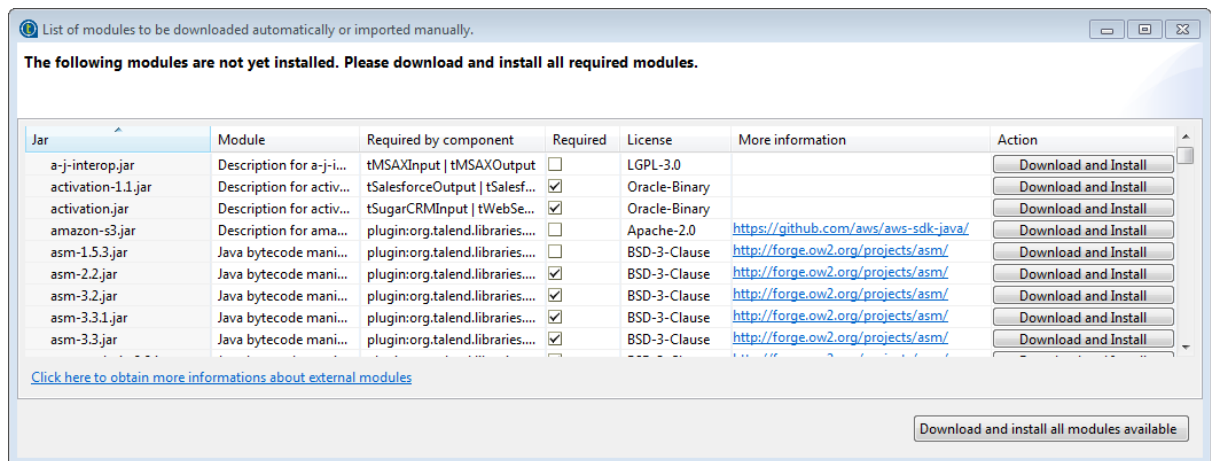 List of modules to be downloaded automatically or imported manually.
The following modules are not yet installed. Please download and install all required modules.
Jar Module Required by component Required License More information Action
a-j-interop.jar Description for a-j-i... tMSAXInput | tMSAXOutput LGPL-3.0 Download and Install
activation-1.1.jar Description for activ... tSalesforceOutput | tSalesf... Oracle-Binary Download and Install
activation.jar Description for activ... tSugarCRMInput | tWebSe... Oracle-Binary Download and Install
amazon-s3.jar Description for ama... plugin:org.talend.libraries.... Apache-2.0 https://github.com/aws/aws-sdk-java/ Download and Install
asm-1.5.3.jar Java bytecode mani... plugin:org.talend.libraries.... BSD-3-Clause http://forge.ow2.org/projects/asm/ Download and Install
asm-2.2.jar Java bytecode mani... plugin:org.talend.libraries.... BSD-3-Clause http://forge.ow2.org/projects/asm/ Download and Install
asm-3.2.jar Java bytecode mani... plugin:org.talend.libraries.... BSD-3-Clause http://forge.ow2.org/projects/asm/ Download and Install
asm-3.3.1.jar Java bytecode mani... plugin:org.talend.libraries.... BSD-3-Clause http://forge.ow2.org/projects/asm/ Download and Install
asm-3.3.jar Java bytecode mani... plugin:org.talend.libraries.... BSD-3-Clause http://forge.ow2.org/projects/asm/ Download and Install
Click here to obtain more informations about external modules
Download and install all modules available